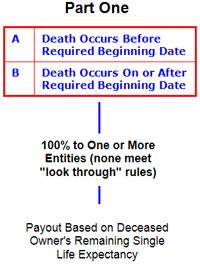 Part One
A Death Occurs Before
Required Beginning Date
B Death Occurs On or After
Required Beginning Date
100% to One or More
Entities (none meet
"look through" rules)
Payout Based on Deceased
Owner's Remaining Single
Life Expectancy